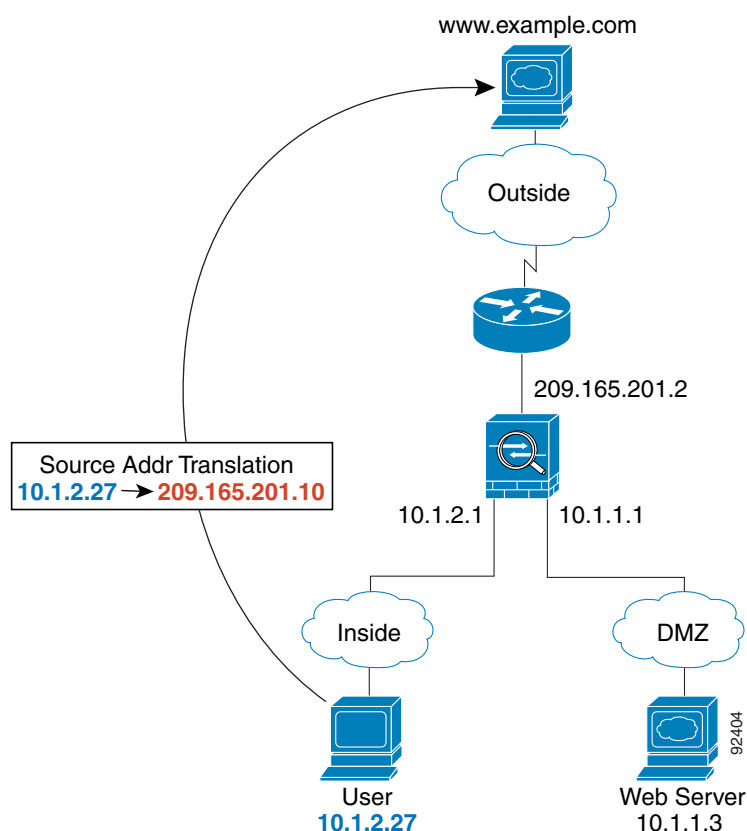 www.example.com
Outside
209.165.201.2
Source Addr Translation
10.1.2.27 → 209.165.201.10
10.1.2.1
10.1.1.1
Inside
DMZ
92404
User
10.1.2.27
Web Server
10.1.1.3